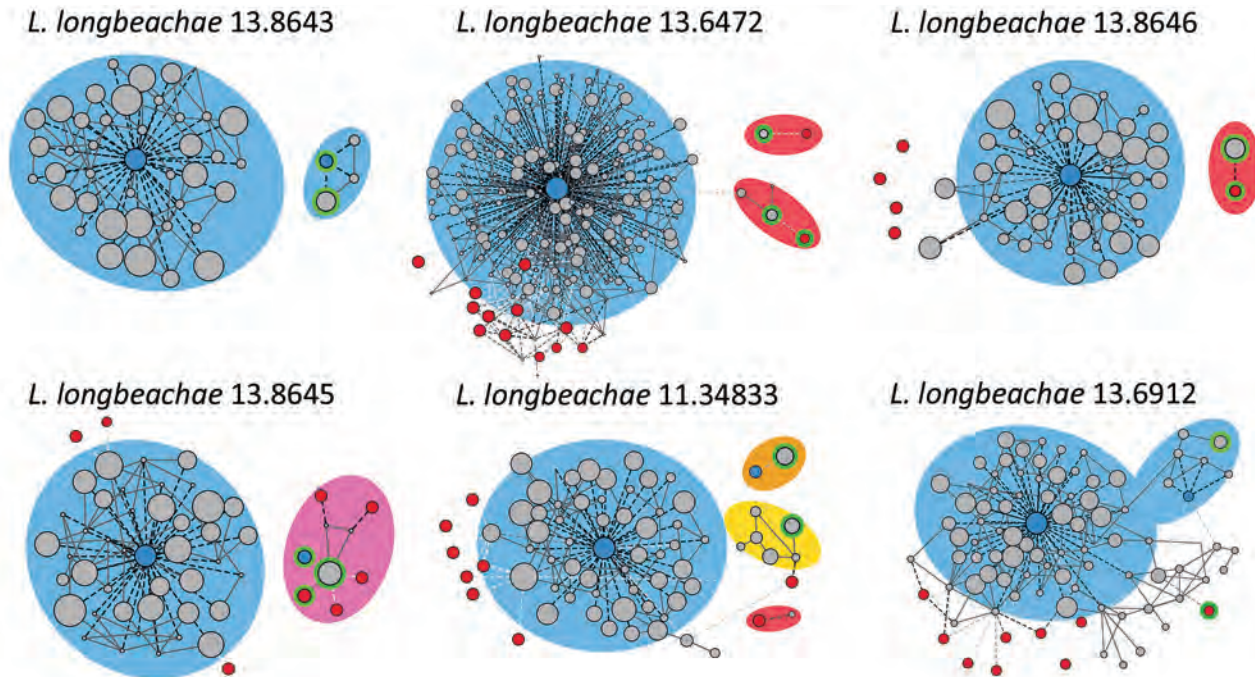 L. longbeachae 13.8643
L. longbeachae 13.6472
L. longbeachae 13.8646
L. longbeachae 13.8645
L. longbeachae 11.34833
L. longbeachae 13.6912